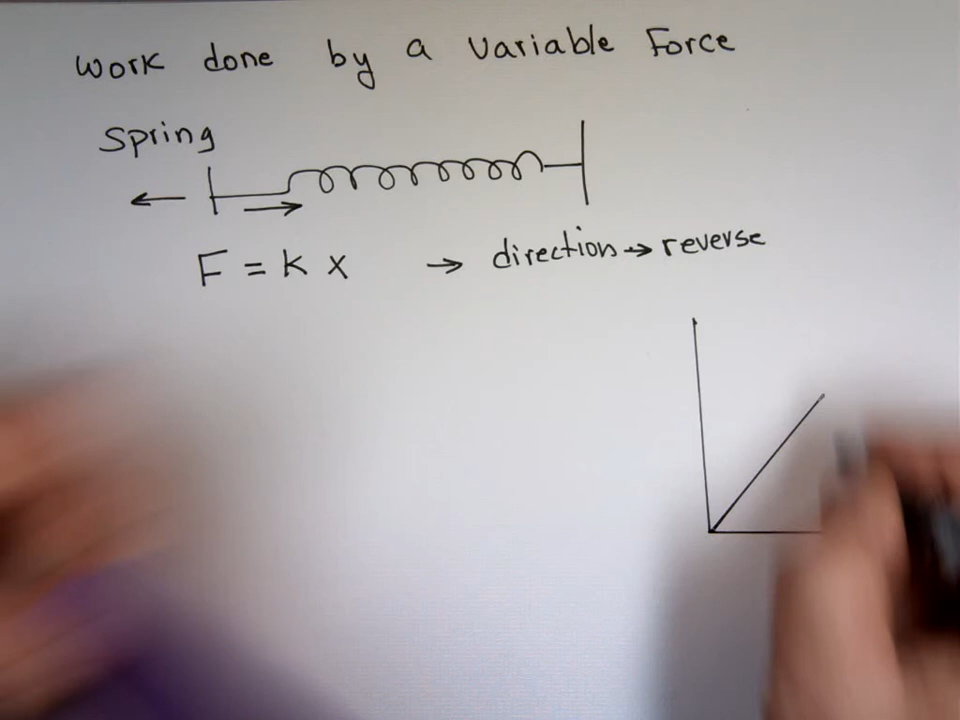 Work done by a Variable Force
Spring
F = K x → direction → reverse